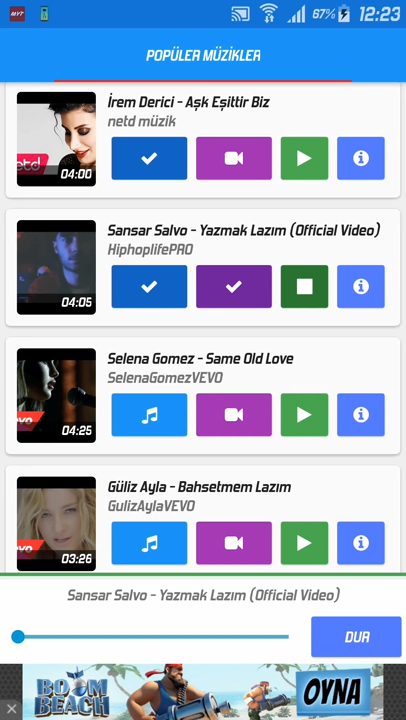 MYT
67%
12:23
POPÜLER MÜZİKLER
İrem Derici - Aşk Eşittir Biz
netd müzik
netd
04:00
Sansar Salvo - Yazmak Lazım (Official Video)
HiphoplifePRO
04:05
Selena Gomez - Same Old Love
SelenaGomezVEVO
04:25
Güliz Ayla - Bahsetmem Lazım
GulizAylaVEVO
03:26
Sansar Salvo - Yazmak Lazım (Official Video)
DUR
BOOM
BEACH
OYNA